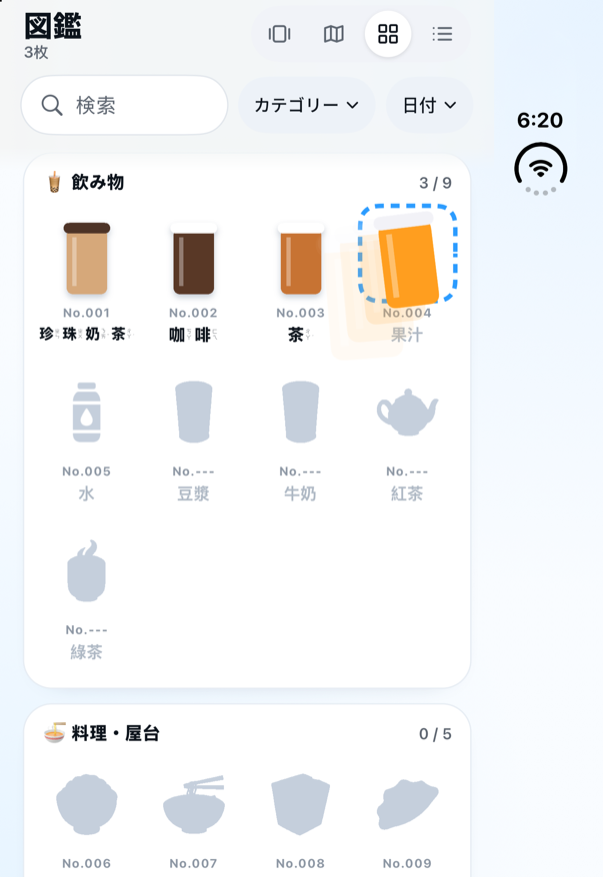 図鑑
3枚
検索
カテゴリー
日付
6:20
飲み物
3 / 9
No.001
珍珠奶茶
No.002
咖啡
No.003
茶
No.004
果汁
No.005
水
No.---
豆漿
No.---
牛奶
No.---
紅茶
No.---
綠茶
料理・屋台
0 / 5
No.006
No.007
No.008
No.009